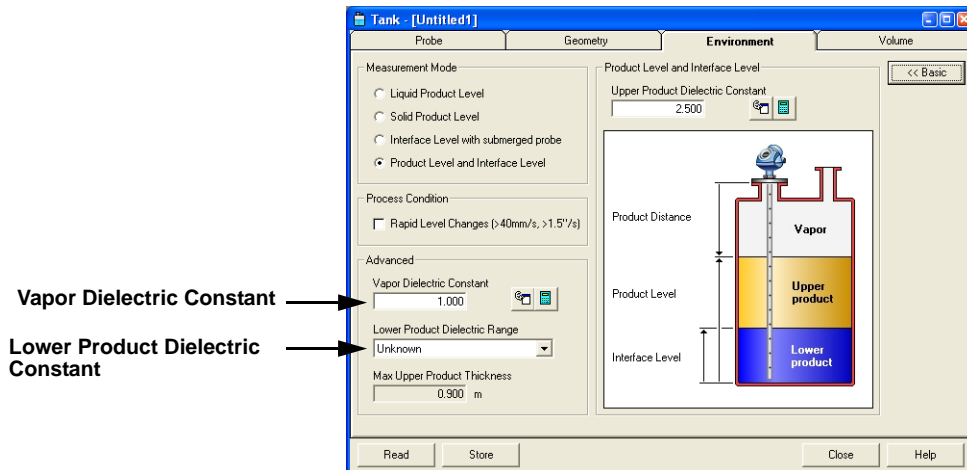 Tank - [Untitled1]
Probe
Geometry
Environment
Volume
Measurement Mode
Liquid Product Level
Solid Product Level
Interface Level with submerged probe
Product Level and Interface Level
Process Condition
Rapid Level Changes (>40mm/s, >1.5"/s)
Advanced
Vapor Dielectric Constant
1.000
Lower Product Dielectric Range
Unknown
Max Upper Product Thickness
0.900 m
Product Level and Interface Level
Upper Product Dielectric Constant
2.500
Product Distance
Vapor
Product Level
Upper
product
Interface Level
Lower
product
<< Basic
Vapor Dielectric Constant
Lower Product Dielectric
Constant
Read
Store
Close
Help